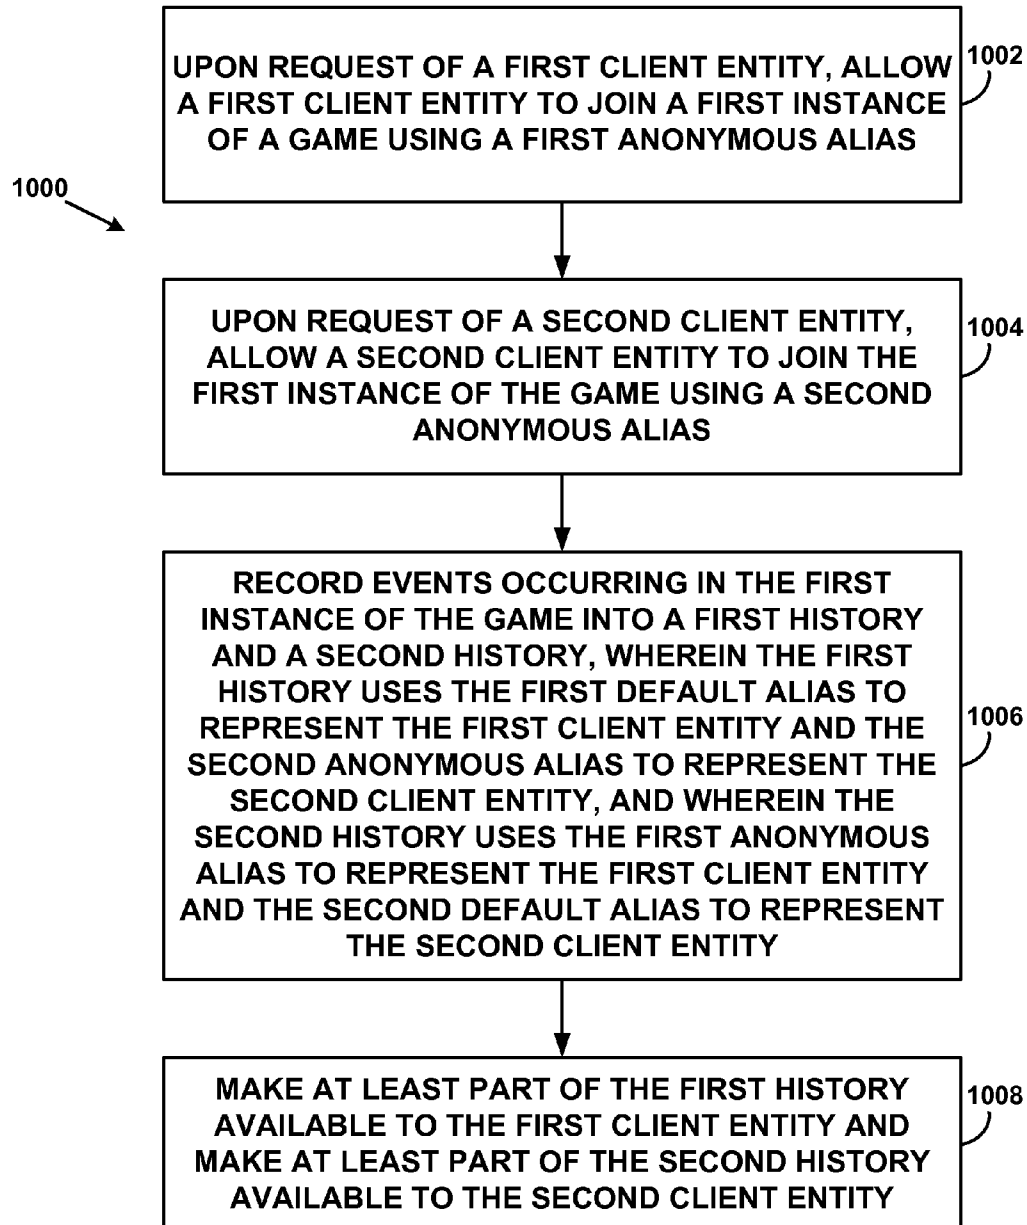 UPON REQUEST OF A FIRST CLIENT ENTITY, ALLOW
A FIRST CLIENT ENTITY TO JOIN A FIRST INSTANCE
OF A GAME USING A FIRST ANONYMOUS ALIAS
1002
1000
UPON REQUEST OF A SECOND CLIENT ENTITY,
ALLOW A SECOND CLIENT ENTITY TO JOIN THE
FIRST INSTANCE OF THE GAME USING A SECOND
ANONYMOUS ALIAS
1004
RECORD EVENTS OCCURRING IN THE FIRST
INSTANCE OF THE GAME INTO A FIRST HISTORY
AND A SECOND HISTORY, WHEREIN THE FIRST
HISTORY USES THE FIRST DEFAULT ALIAS TO
REPRESENT THE FIRST CLIENT ENTITY AND THE
SECOND ANONYMOUS ALIAS TO REPRESENT THE
SECOND CLIENT ENTITY, AND WHEREIN THE
SECOND HISTORY USES THE FIRST ANONYMOUS
ALIAS TO REPRESENT THE FIRST CLIENT ENTITY
AND THE SECOND DEFAULT ALIAS TO REPRESENT
THE SECOND CLIENT ENTITY
1006
MAKE AT LEAST PART OF THE FIRST HISTORY
AVAILABLE TO THE FIRST CLIENT ENTITY AND
MAKE AT LEAST PART OF THE SECOND HISTORY
AVAILABLE TO THE SECOND CLIENT ENTITY
1008